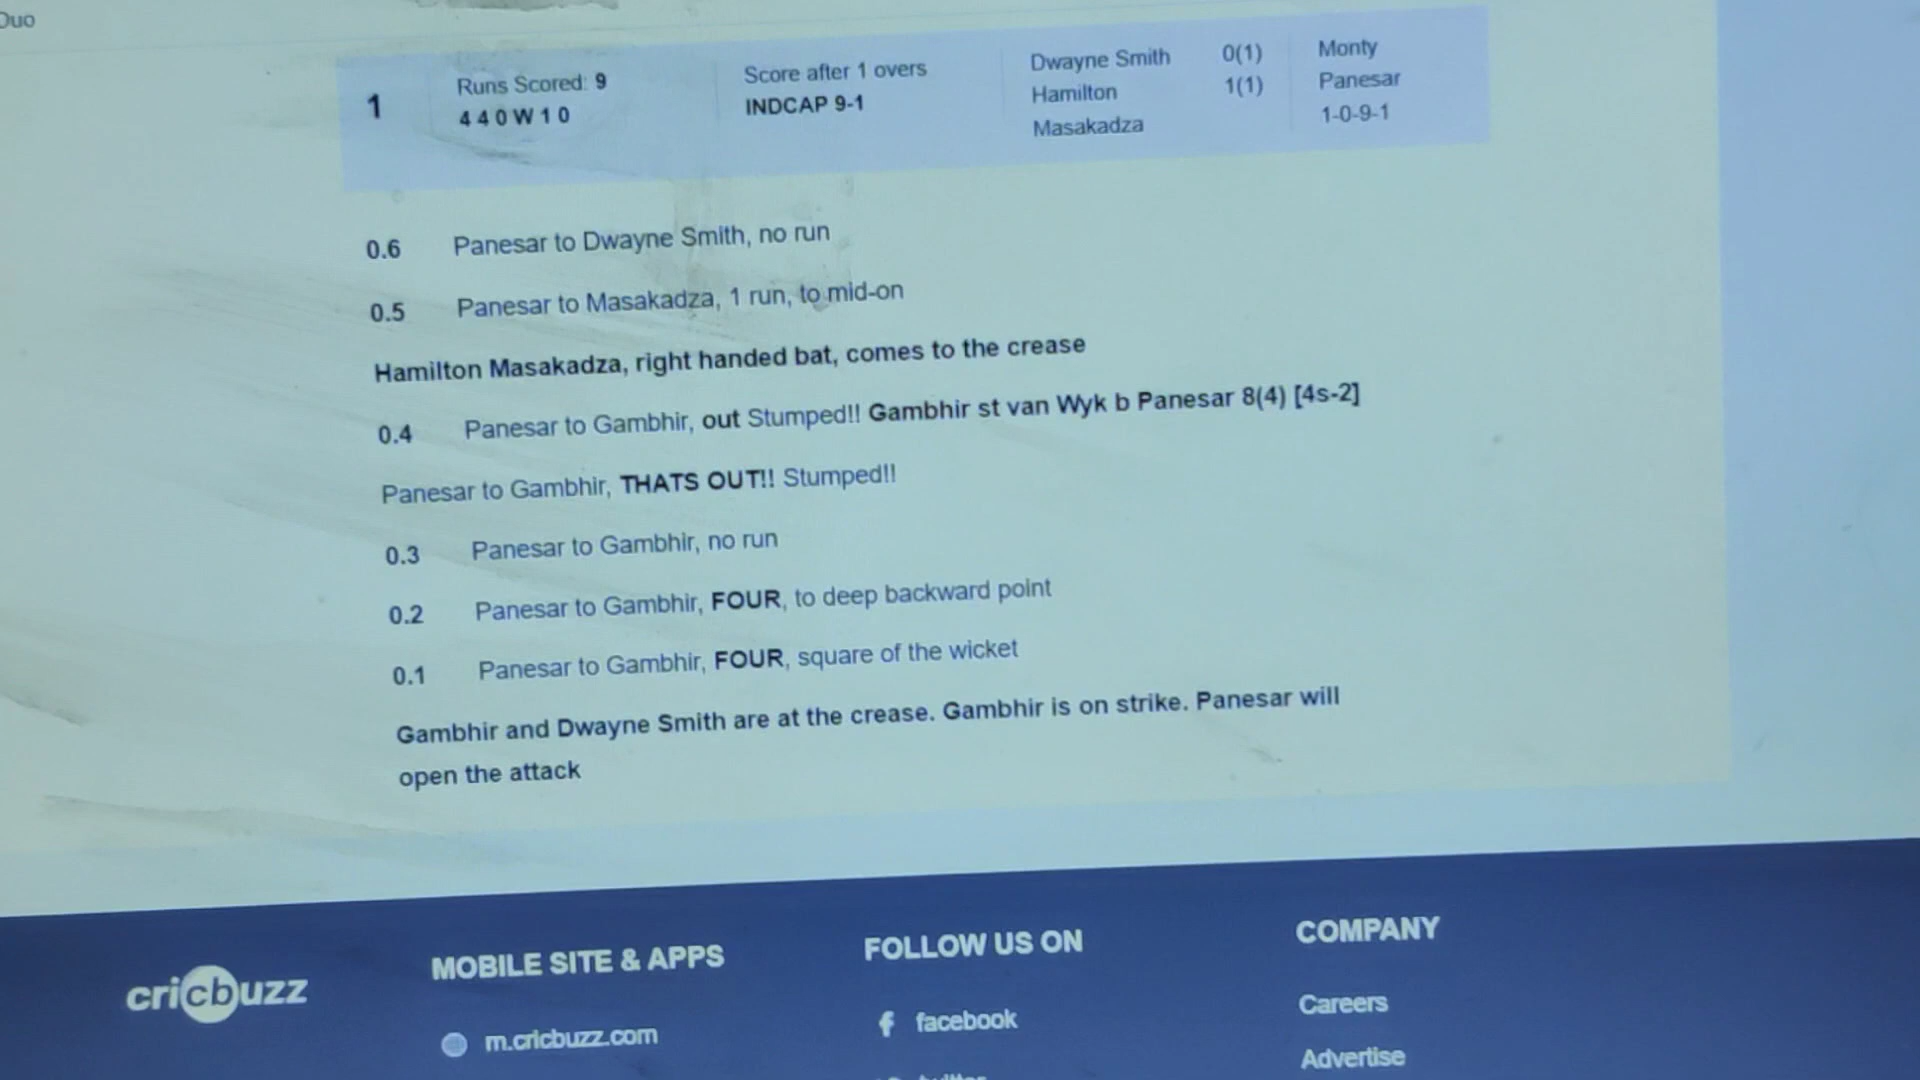 Duo
1
Runs Scored: 9
4 4 0 W 1 0
Score after 1 overs
INDCAP 9-1
Dwayne Smith 0(1)
Hamilton 1(1)
Masakadza
Monty
Panesar
1-0-9-1
0.6 Panesar to Dwayne Smith, no run
0.5 Panesar to Masakadza, 1 run, to mid-on
Hamilton Masakadza, right handed bat, comes to the crease
0.4 Panesar to Gambhir, out Stumped!! Gambhir st van Wyk b Panesar 8(4) [4s-2]
Panesar to Gambhir, THATS OUT!! Stumped!!
0.3 Panesar to Gambhir, no run
0.2 Panesar to Gambhir, FOUR, to deep backward point
0.1 Panesar to Gambhir, FOUR, square of the wicket
Gambhir and Dwayne Smith are at the crease. Gambhir is on strike. Panesar will
open the attack
cricbuzz
MOBILE SITE & APPS
m.cricbuzz.com
FOLLOW US ON
facebook
twitter
COMPANY
Careers
Advertise